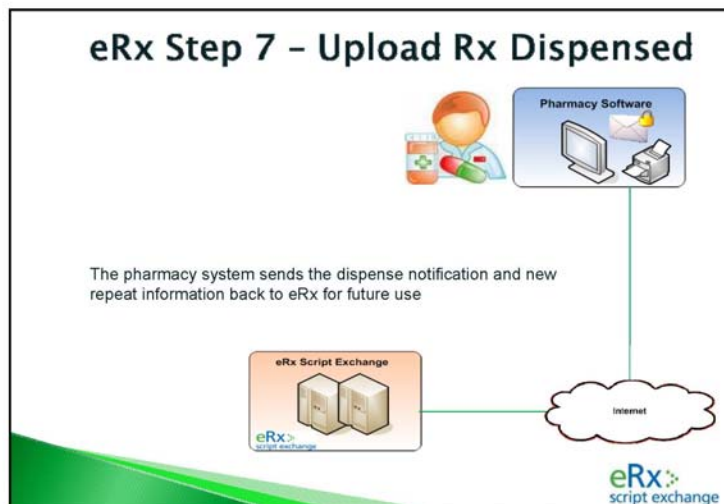 eRx Step 7 – Upload Rx Dispensed
Pharmacy Software
The pharmacy system sends the dispense notification and new
repeat information back to eRx for future use
eRx Script Exchange
eRx
script exchange
Internet
eRx
script exchange